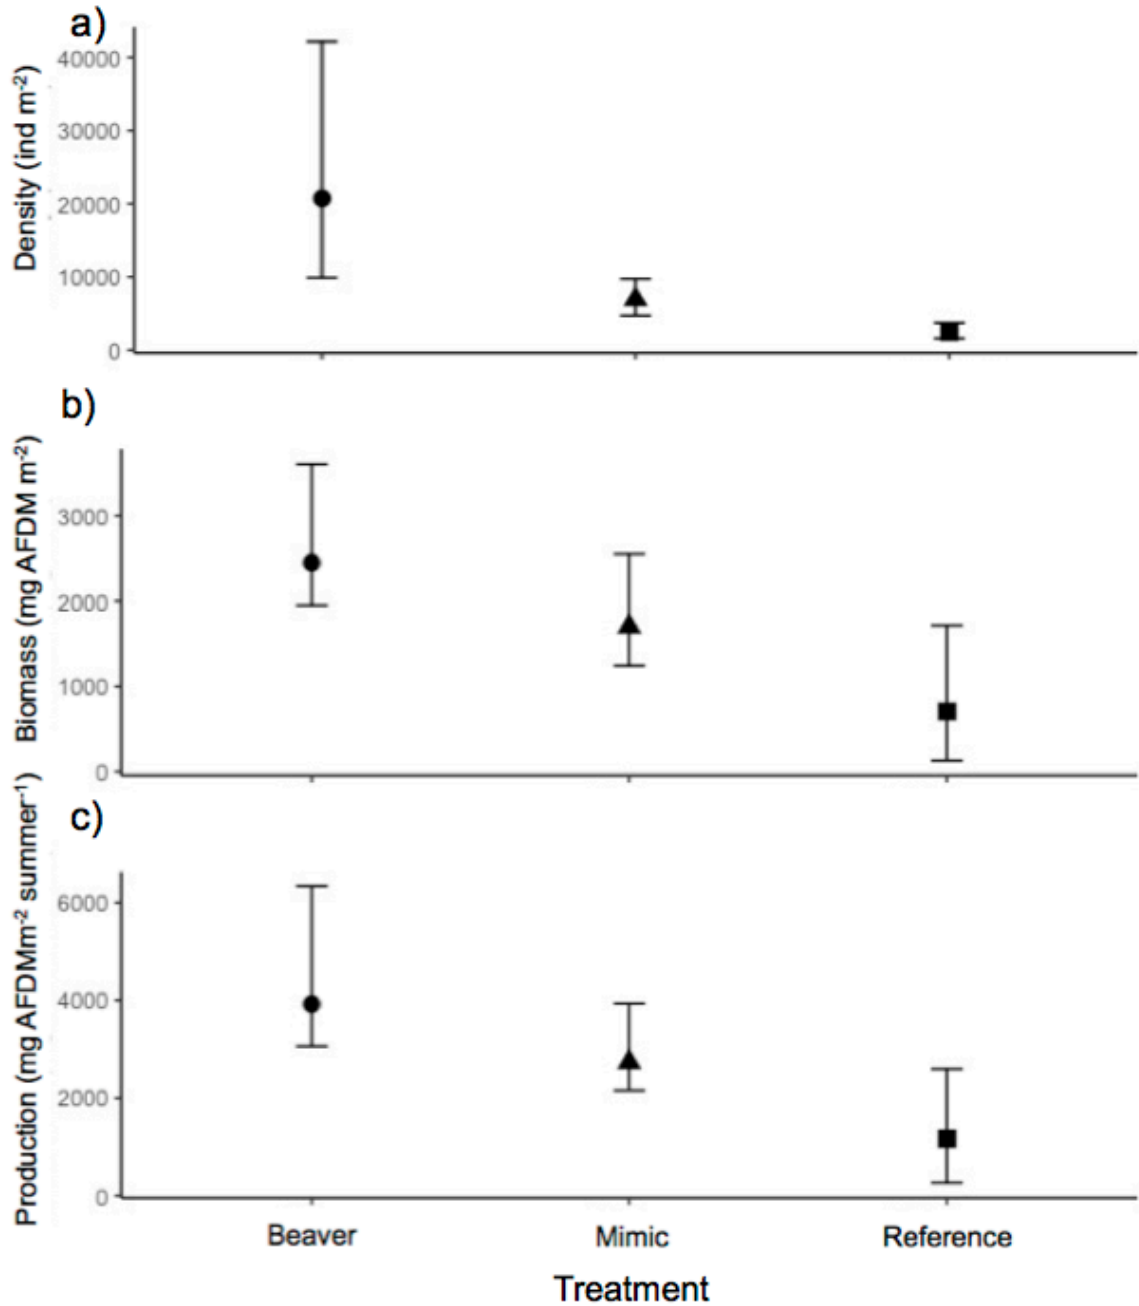 a)
Density (ind m⁻²)
40000
30000
20000
10000
0
b)
Biomass (mg AFDM m⁻²)
3000
2000
1000
0
c)
Production (mg AFDMm⁻² summer⁻¹)
6000
4000
2000
0
Beaver Mimic Reference
Treatment